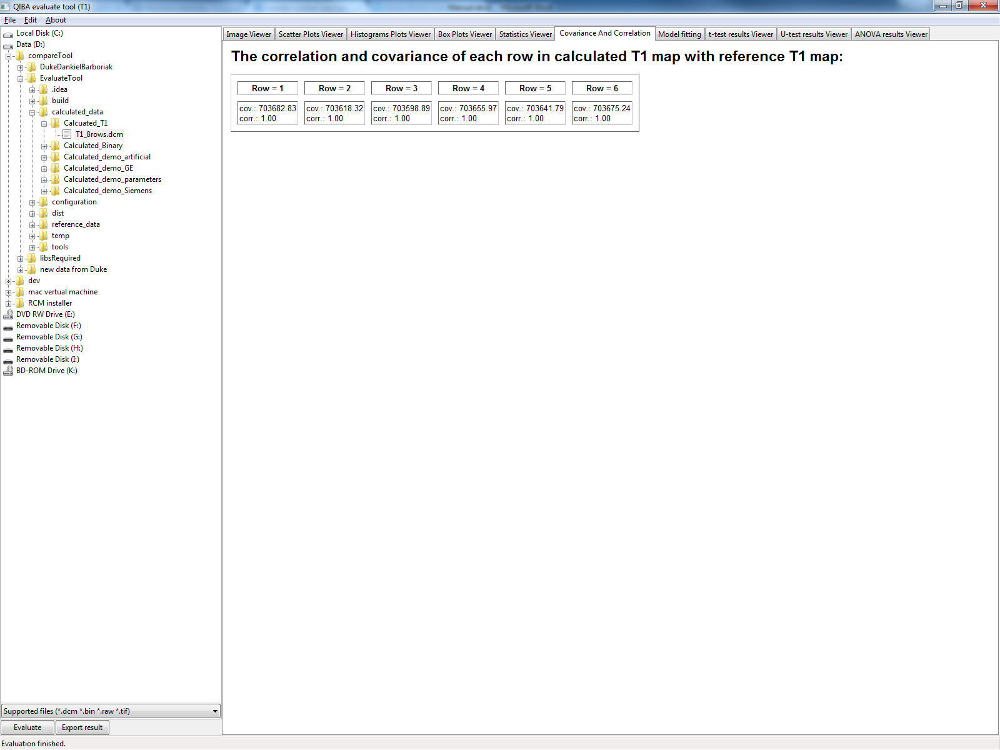 QIBA evaluate tool (T1)
File Edit About
Local Disk (C:)
Data (D:)
compareTool
DukeDankielBarboriak
EvaluateTool
.idea
build
calculated_data
Calcuated_T1
T1_8rows.dcm
Calculated_Binary
Calculated_demo_artificial
Calculated_demo_GE
Calculated_demo_parameters
Calculated_demo_Siemens
configuration
dist
reference_data
temp
tools
libsRequired
new data from Duke
dev
mac vertual machine
RCM installer
DVD RW Drive (E:)
Removable Disk (F:)
Removable Disk (G:)
Removable Disk (H:)
Removable Disk (I:)
BD-ROM Drive (K:)
Supported files (*.dcm *.bin *.raw *.tif)
Evaluate Export result
Image Viewer Scatter Plots Viewer Histograms Plots Viewer Box Plots Viewer Statistics Viewer Covariance And Correlation Model fitting t-test results Viewer U-test results Viewer ANOVA results Viewer
The correlation and covariance of each row in calculated T1 map with reference T1 map:
Row = 1 Row = 2 Row = 3 Row = 4 Row = 5 Row = 6
cov.: 703682.83 cov.: 703618.32 cov.: 703598.89 cov.: 703655.97 cov.: 703641.79 cov.: 703675.24
corr.: 1.00 corr.: 1.00 corr.: 1.00 corr.: 1.00 corr.: 1.00 corr.: 1.00
Evaluation finished.